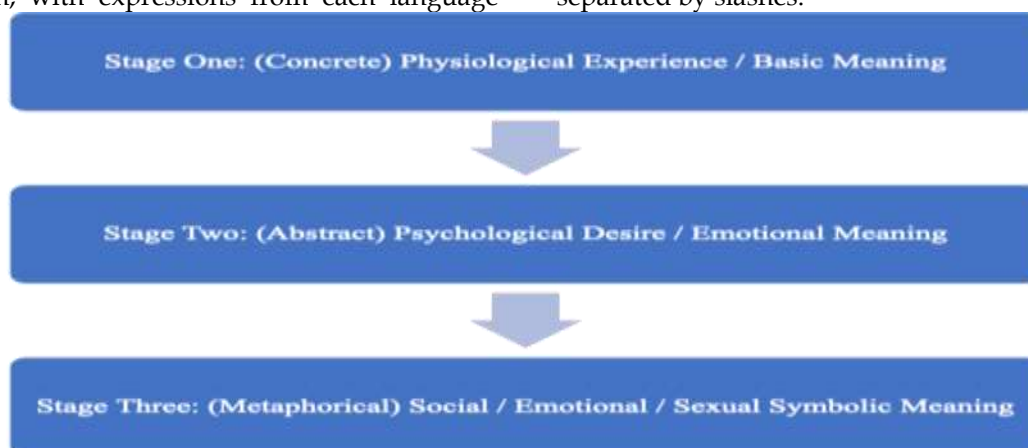 with expressions from each language separated by slashes.
Stage One: (Concrete) Physiological Experience / Basic Meaning
Stage Two: (Abstract) Psychological Desire / Emotional Meaning
Stage Three: (Metaphorical) Social / Emotional / Sexual Symbolic Meaning